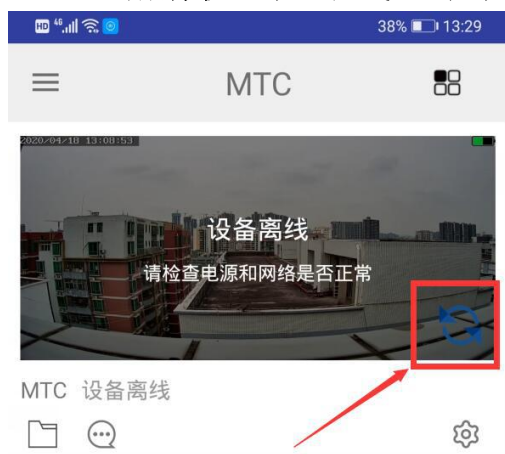 HD 4G 38% 13:29
MTC
2020/04/18 13:08:53
设备离线
请检查电源和网络是否正常
MTC 设备离线